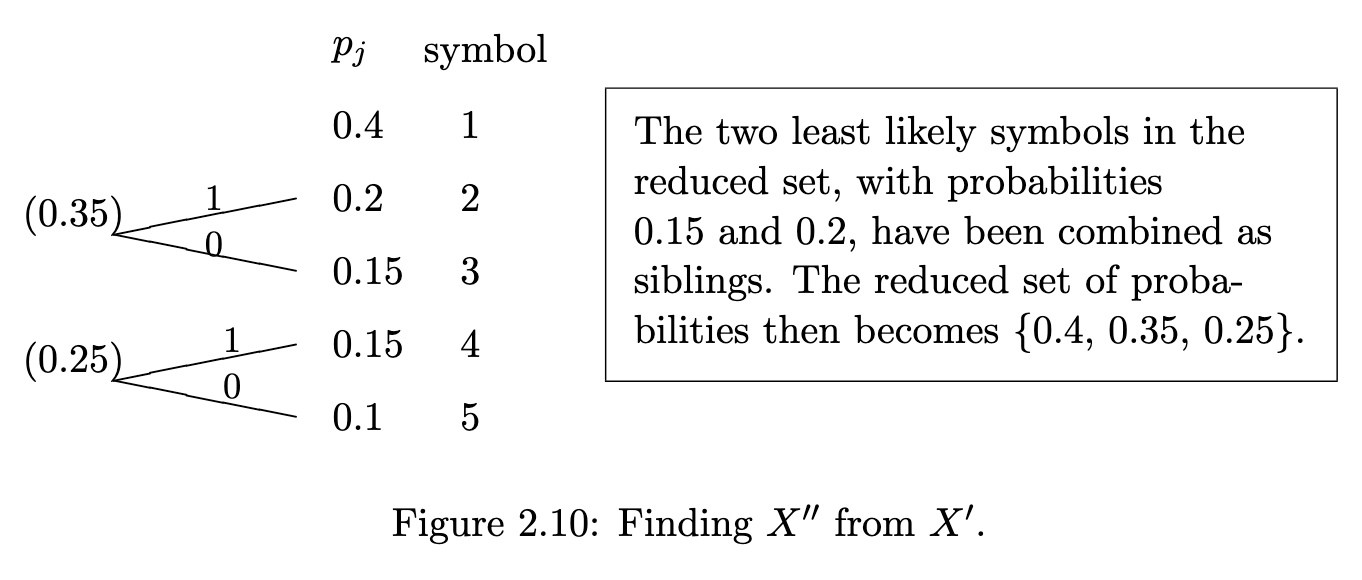 p_j symbol
0.4 1
(0.35) 1 0.2 2
0 0.15 3
(0.25) 1 0.15 4
0 0.1 5
The two least likely symbols in the
reduced set, with probabilities
0.15 and 0.2, have been combined as
siblings. The reduced set of proba-
bilities then becomes {0.4, 0.35, 0.25}.
Figure 2.10: Finding X″ from X′.